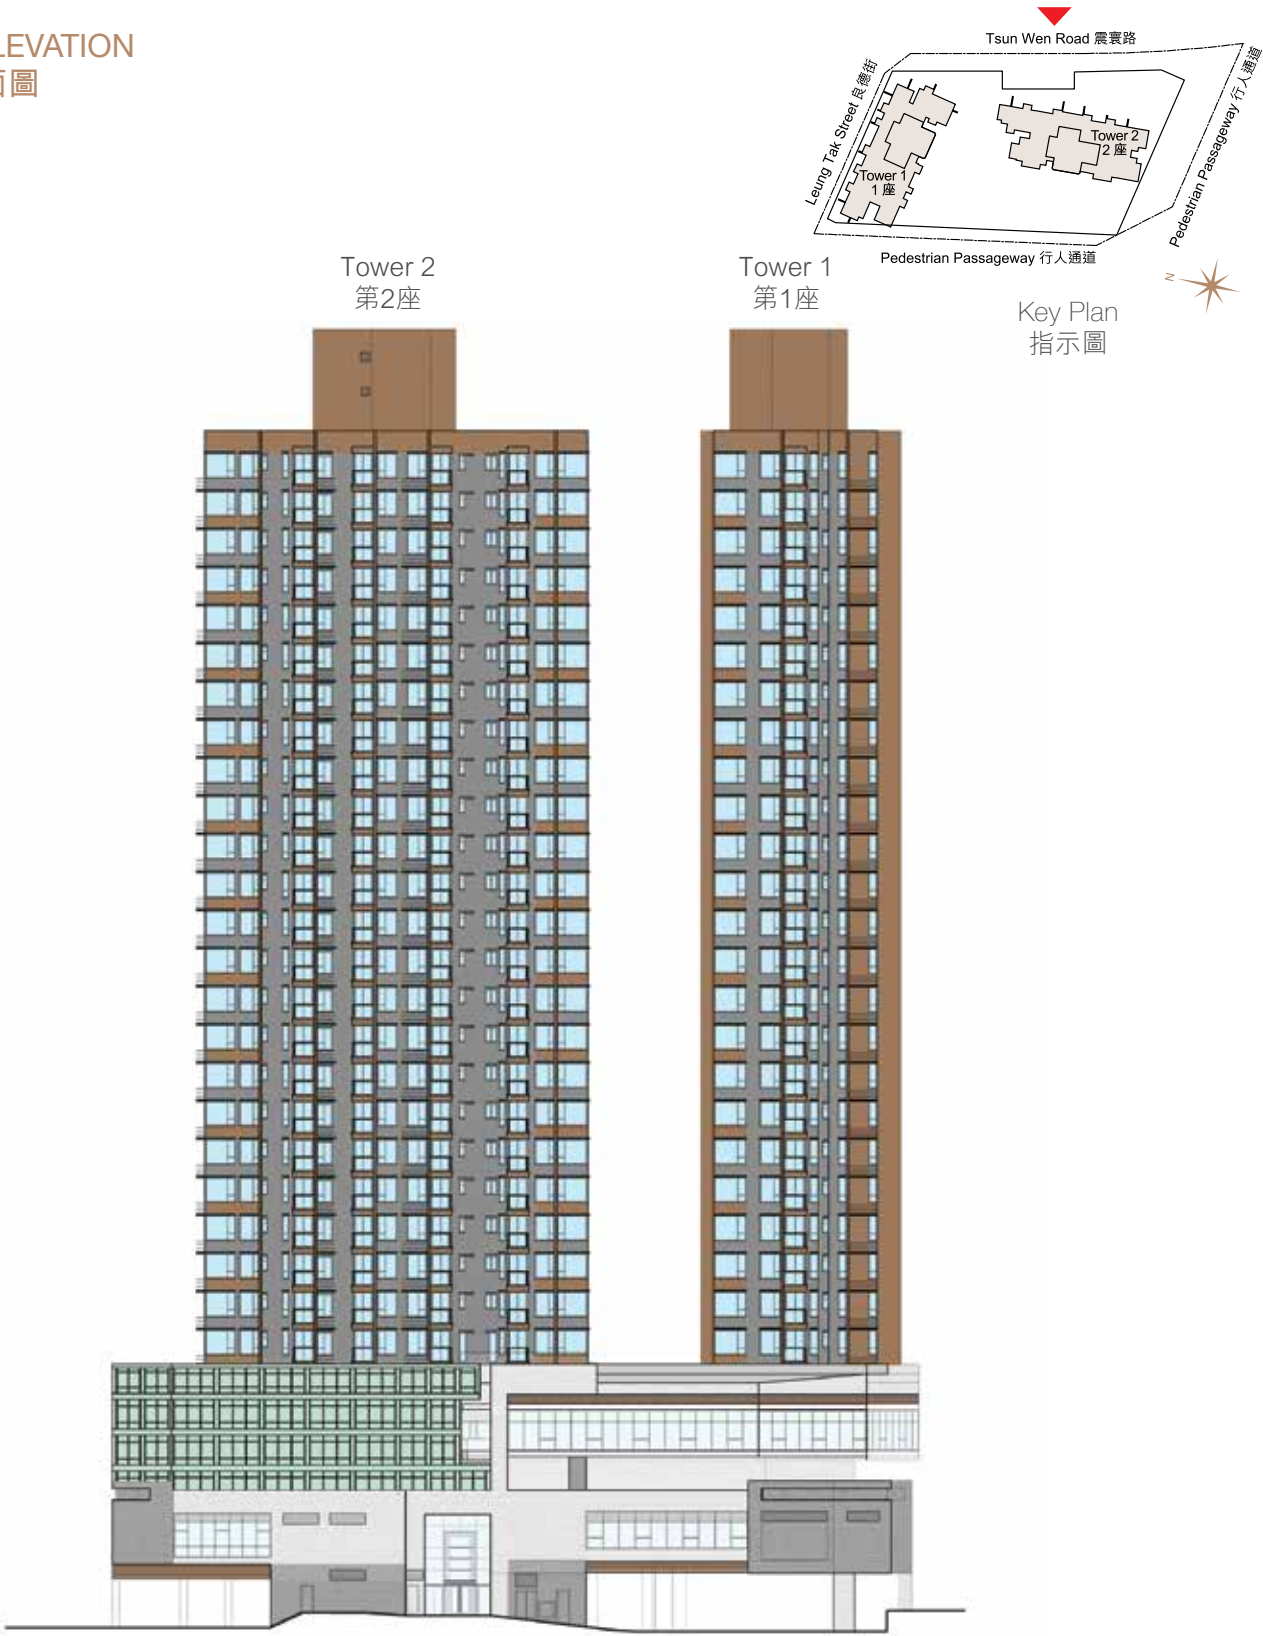 LEVATION
面圖
Tsun Wen Road 震寰路
Leung Tak Street 良德街
Pedestrian Passageway 行人通道
Tower 2
2 座
Tower 1
1 座
Pedestrian Passageway 行人通道
N
Key Plan
指示圖
Tower 2
第2座
Tower 1
第1座